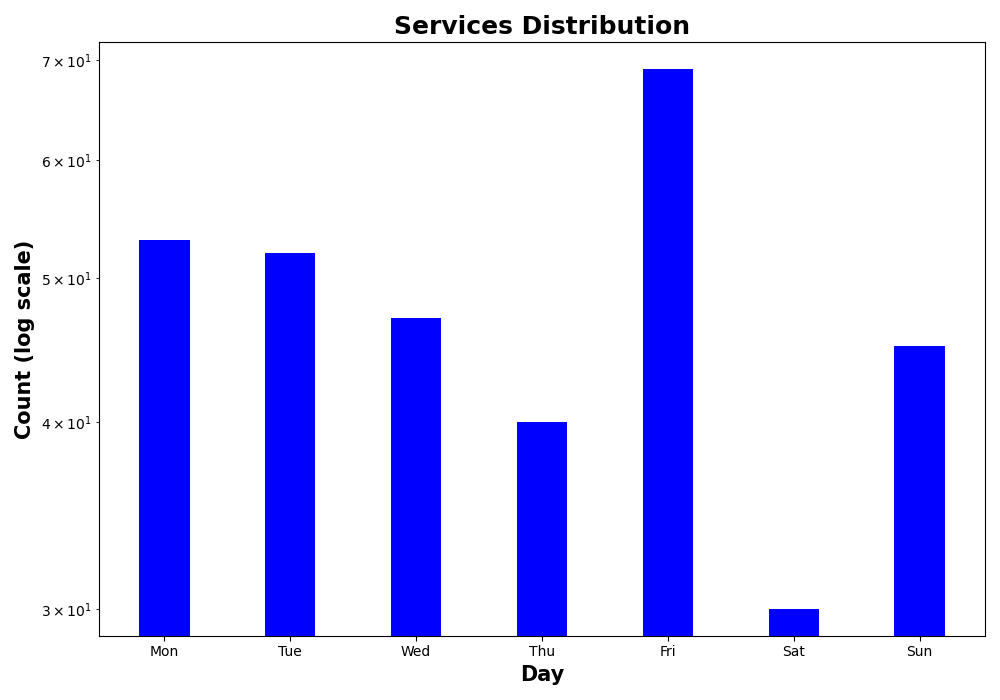 Services Distribution
Count (log scale)
7 × 10¹
6 × 10¹
5 × 10¹
4 × 10¹
3 × 10¹
Mon Tue Wed Thu Fri Sat Sun
Day